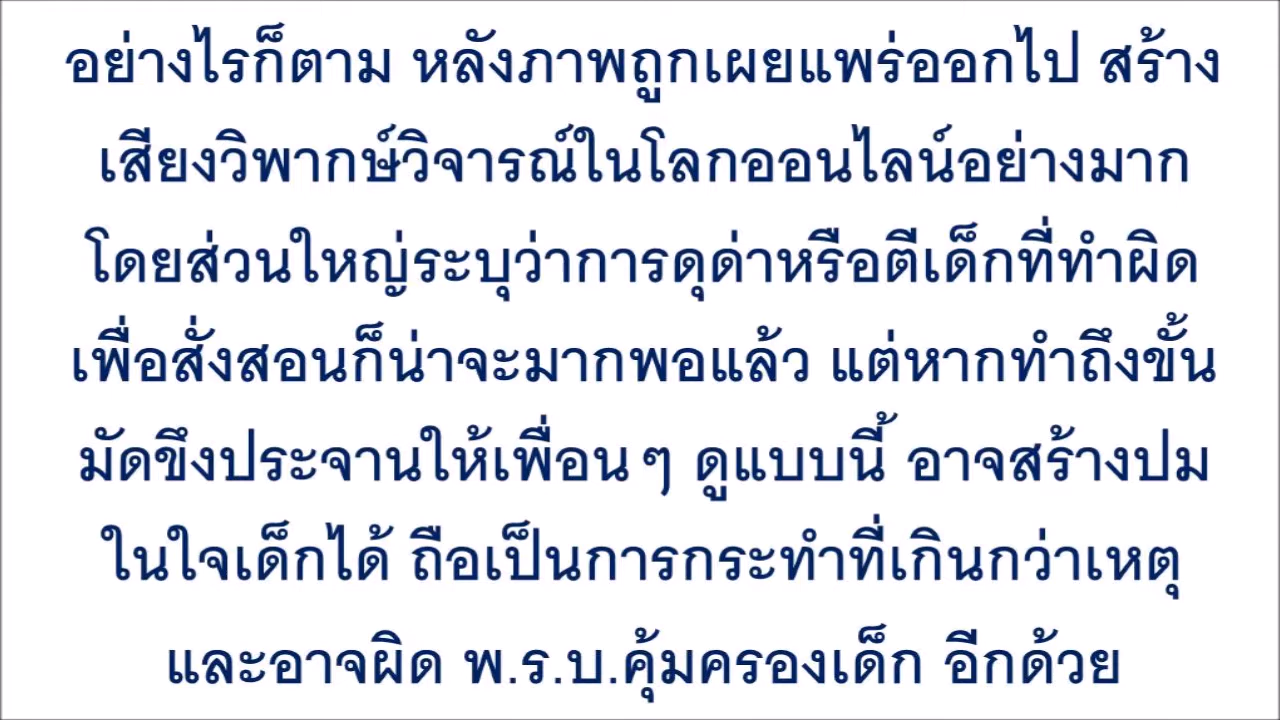 อย่างไรก็ตาม หลังภาพถูกเผยแพร่ออกไป สร้าง
เสียงวิพากษ์วิจารณ์ในโลกออนไลน์อย่างมาก
โดยส่วนใหญ่ระบุว่าการดุด่าหรือตีเด็กที่ทำผิด
เพื่อสั่งสอนก็น่าจะมากพอแล้ว แต่หากทำถึงขั้น
มัดขึงประจานให้เพื่อนๆ ดูแบบนี้ อาจสร้างปม
ในใจเด็กได้ ถือเป็นการกระทำที่เกินกว่าเหตุ
และอาจผิด พ.ร.บ.คุ้มครองเด็ก อีกด้วย